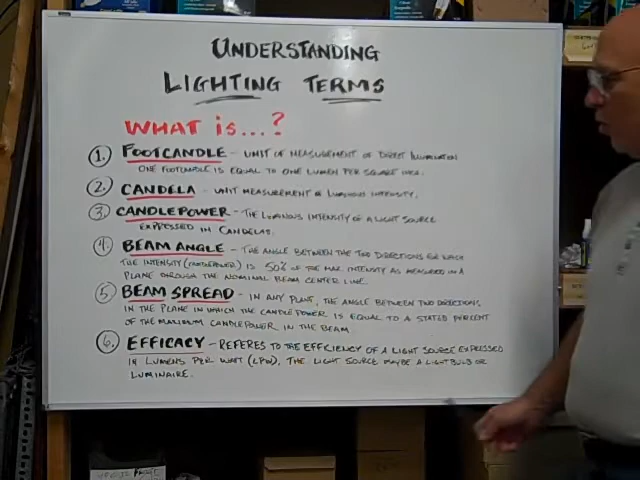 UNDERSTANDING
LIGHTING TERMS
WHAT is...?
1. FOOTCANDLE - UNIT OF MEASUREMENT OF DIRECT ILLUMINATION
ONE FOOTCANDLE IS EQUAL TO ONE LUMEN PER SQUARE
2. CANDELA - UNIT MEASUREMENT OF LUMINOUS INTENSITY.
3. CANDLEPOWER - THE LUMINOUS INTENSITY OF A LIGHT SOURCE
EXPRESSED IN CANDELAS.
4. BEAM ANGLE - THE ANGLE BETWEEN THE TWO DIRECTIONS FOR WHICH
THE INTENSITY (CANDLEPOWER) IS 50% OF THE MAX. INTENSITY AS MEASURED IN A
PLANE THROUGH THE NOMINAL BEAM CENTER LINE.
5. BEAM SPREAD - IN ANY PLANE, THE ANGLE BETWEEN TWO DIRECTIONS,
IN THE PLANE IN WHICH THE CANDLEPOWER IS EQUAL TO A STATED PERCENT
OF THE MAXIMUM CANDLEPOWER IN THE BEAM.
6. EFFICACY - REFERES TO THE EFFICIENCY OF A LIGHT SOURCE EXPRESSED
IN LUMENS PER WATT (LPW), THE LIGHT SOURCE MAYBE A LIGHTBULB OR
LUMINAIRE.